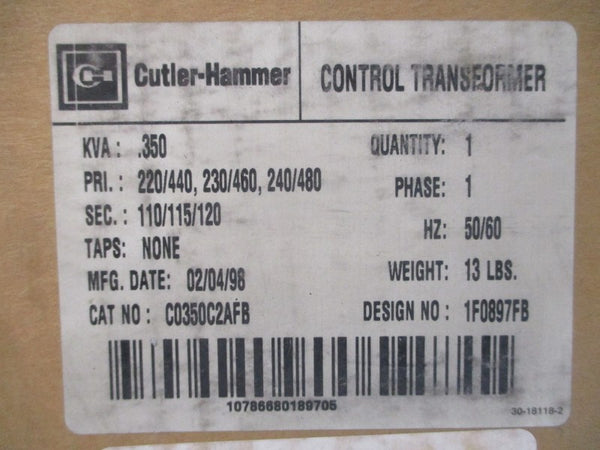 Cutler-Hammer CONTROL TRANSFORMER
KVA : .350 QUANTITY: 1
PRI. : 220/440, 230/460, 240/480 PHASE: 1
SEC. : 110/115/120 HZ: 50/60
TAPS: NONE WEIGHT: 13 LBS.
MFG. DATE: 02/04/98
CAT NO : C0350C2AFB DESIGN NO : 1F0897FB
10786680189705
30-18118-2